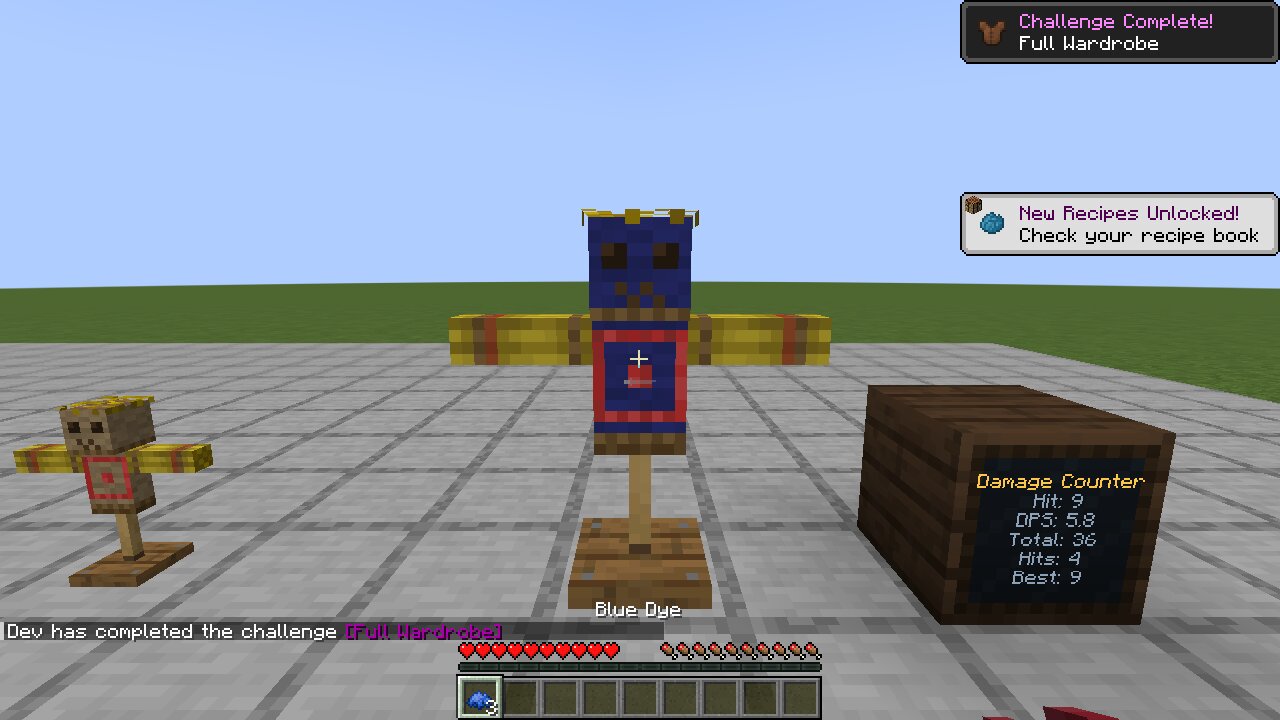 Challenge Complete!
Full Wardrobe
New Recipes Unlocked!
Check your recipe book
Damage Counter
Hit: 9
DPS: 5.8
Total: 36
Hits: 4
Best: 9
Blue Dye
Dev has completed the challenge [Full Wardrobe]
3